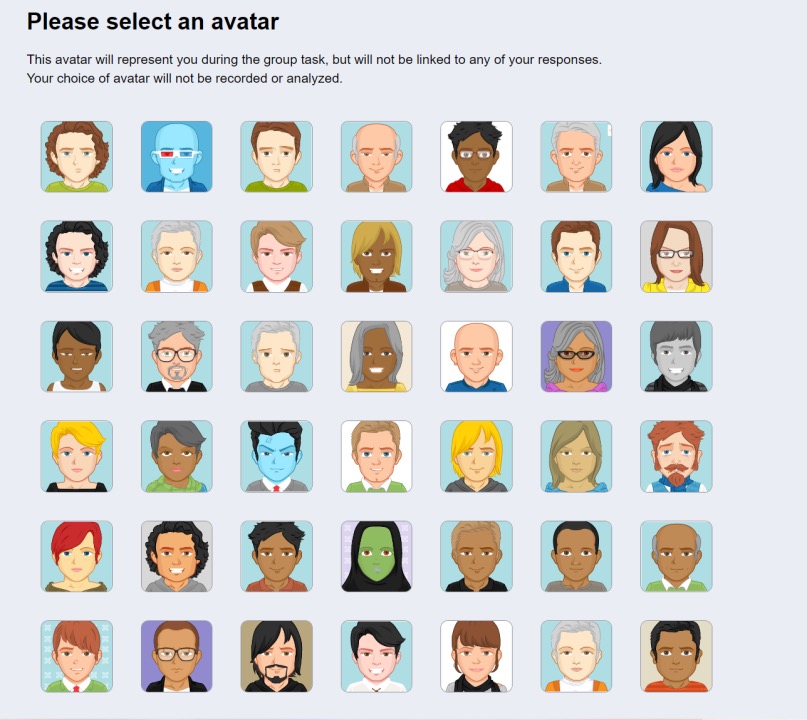 Please select an avatar
This avatar will represent you during the group task, but will not be linked to any of your responses.
Your choice of avatar will not be recorded or analyzed.